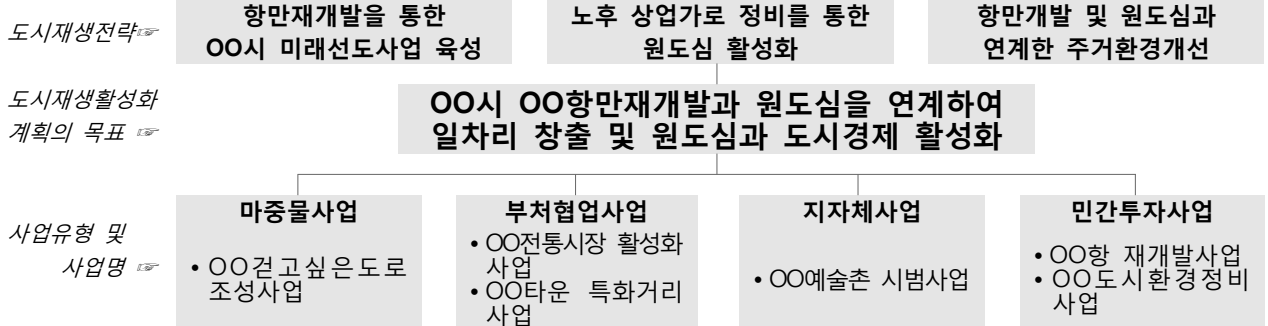 도시재생전략☞
항만재개발을 통한
OO시 미래선도사업 육성
노후 상업가로 정비를 통한
원도심 활성화
항만개발 및 원도심과
연계한 주거환경개선
도시재생활성화
계획의 목표 ☞
OO시 OO항만재개발과 원도심을 연계하여
일차리 창출 및 원도심과 도시경제 활성화
사업유형 및
사업명 ☞
마중물사업
• OO걷고싶은도로
조성사업
부처협업사업
• OO전통시장 활성화
사업
• OO타운 특화거리
사업
지자체사업
• OO예술촌 시범사업
민간투자사업
• OO항 재개발사업
• OO도시환경정비
사업